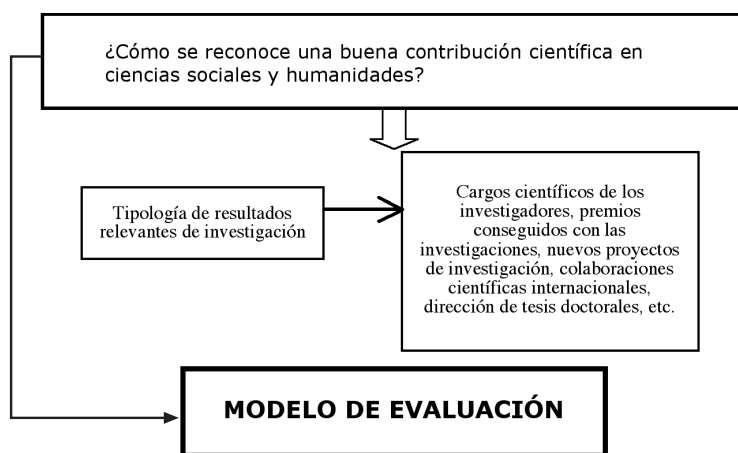 ¿Cómo se reconoce una buena contribución científica en
ciencias sociales y humanidades?
Tipología de resultados
relevantes de investigación
Cargos científicos de los
investigadores, premios
conseguidos con las
investigaciones, nuevos proyectos
de investigación, colaboraciones
científicas internacionales,
dirección de tesis doctorales, etc.
MODELO DE EVALUACIÓN